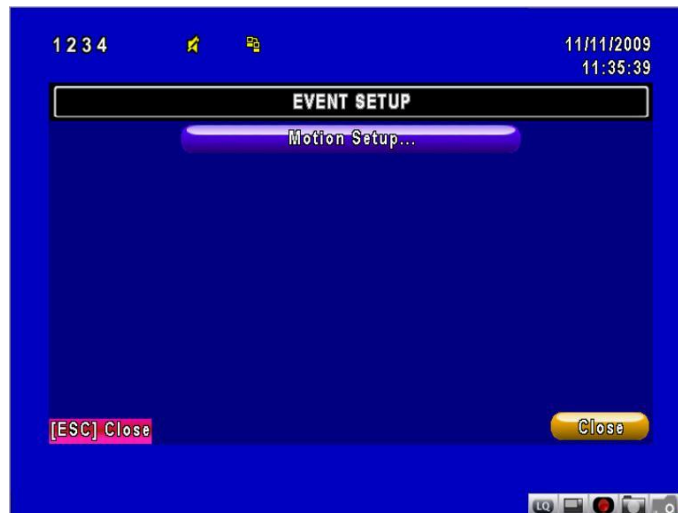 1234 11/11/2009
11:35:39
EVENT SETUP
Motion Setup...
[ESC] Close Close
LQ